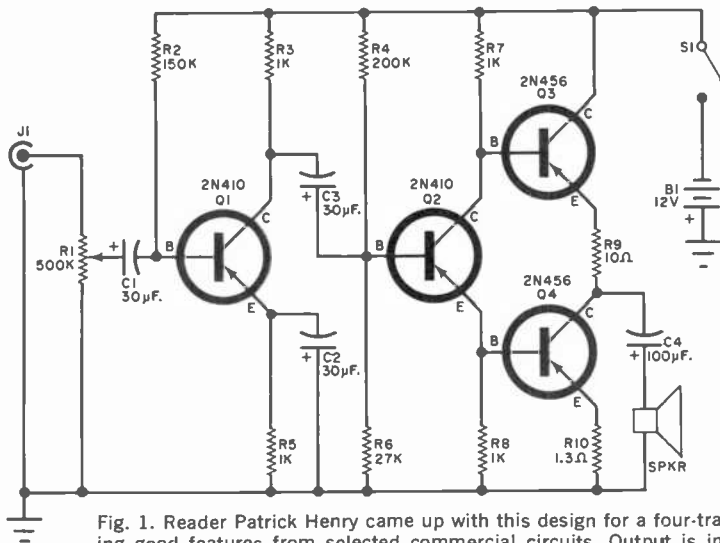 R2
150K
R3
1K
R4
200K
R7
1K
S1
2N456
Q3
C
J1
B
E
2N410
Q1
C
2N410
Q2
C
B1
12V
+
+
C3
30µF.
R1
500K
+
C1
30µF.
B
E
B
E
R9
10Ω
2N456
Q4
C
B
E
+
C2
30µF.
+
C4
100µF.
R5
1K
R6
27K
R8
1K
R10
1.3Ω
SPKR
Fig. 1. Reader Patrick Henry came up with this design for a four-tra
ing good features from selected commercial circuits. Output is in